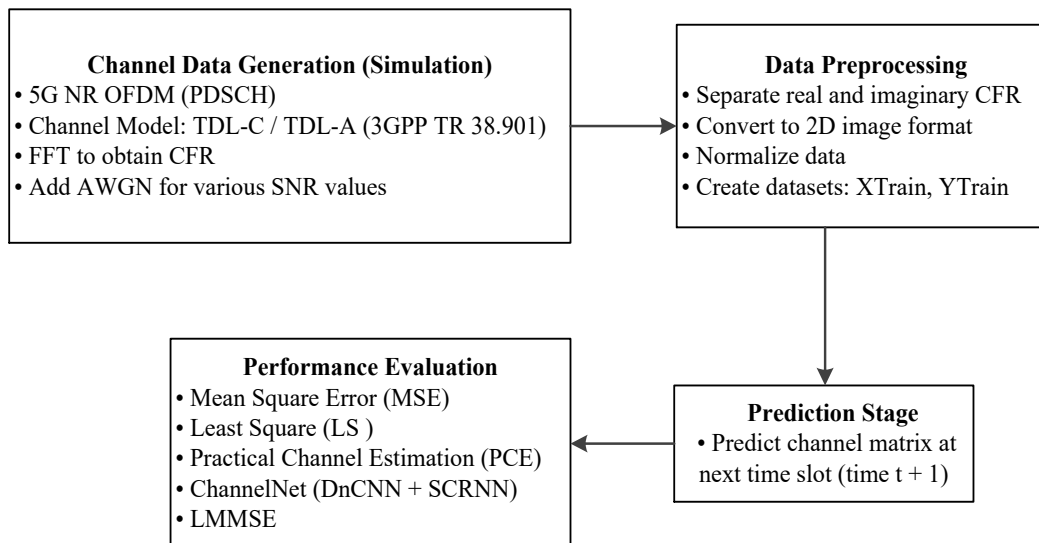 Channel Data Generation (Simulation)
• 5G NR OFDM (PDSCH)
• Channel Model: TDL-C / TDL-A (3GPP TR 38.901)
• FFT to obtain CFR
• Add AWGN for various SNR values
Data Preprocessing
• Separate real and imaginary CFR
• Convert to 2D image format
• Normalize data
• Create datasets: XTrain, YTrain
Prediction Stage
• Predict channel matrix at
next time slot (time t + 1)
Performance Evaluation
• Mean Square Error (MSE)
• Least Square (LS )
• Practical Channel Estimation (PCE)
• ChannelNet (DnCNN + SCRNN)
• LMMSE